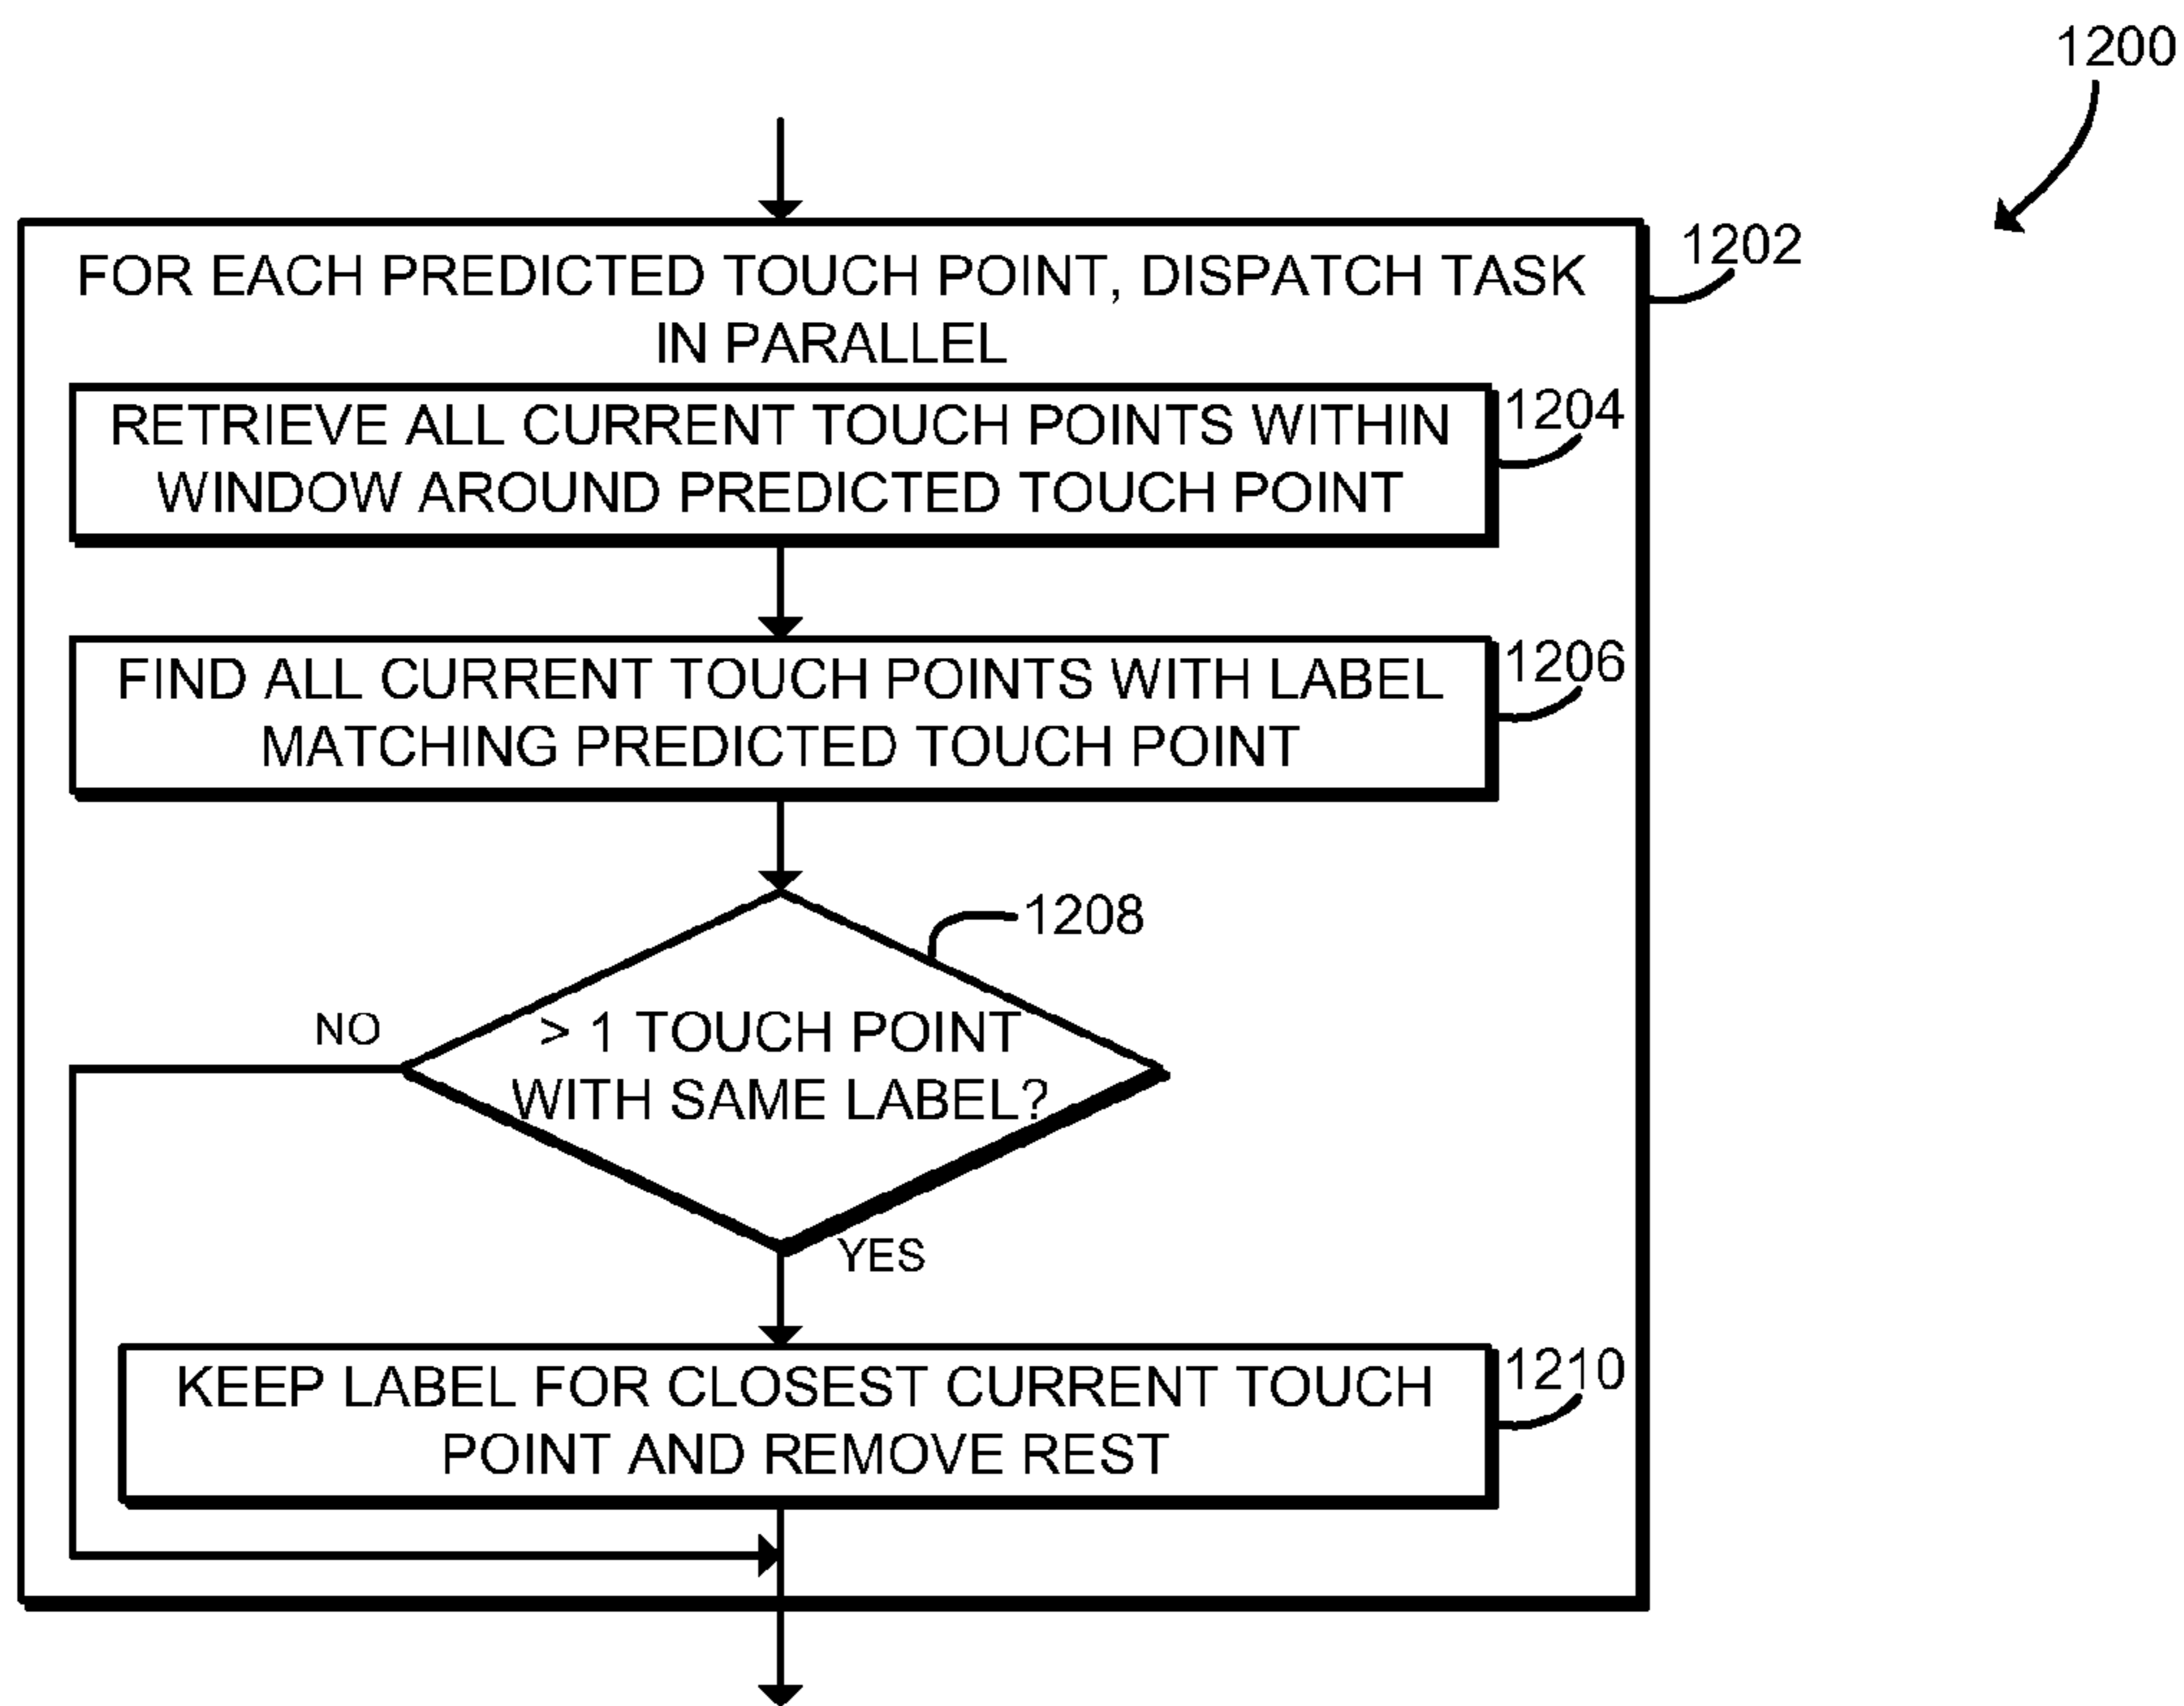 1200
1202
FOR EACH PREDICTED TOUCH POINT, DISPATCH TASK
IN PARALLEL
1204
RETRIEVE ALL CURRENT TOUCH POINTS WITHIN
WINDOW AROUND PREDICTED TOUCH POINT
1206
FIND ALL CURRENT TOUCH POINTS WITH LABEL
MATCHING PREDICTED TOUCH POINT
1208
NO
> 1 TOUCH POINT
WITH SAME LABEL?
YES
1210
KEEP LABEL FOR CLOSEST CURRENT TOUCH
POINT AND REMOVE REST